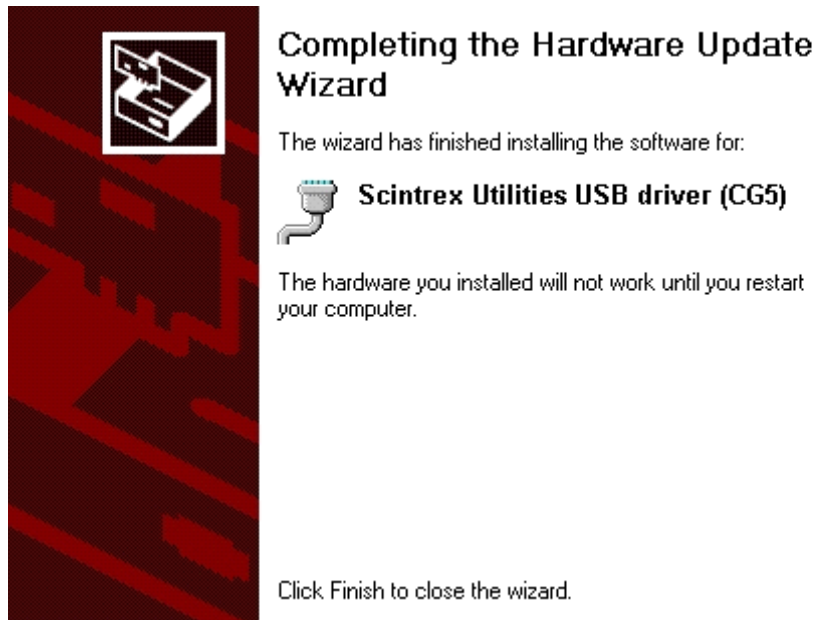 Completing the Hardware Update
Wizard
The wizard has finished installing the software for:
Scintrex Utilities USB driver (CG5)
The hardware you installed will not work until you restart
your computer.
Click Finish to close the wizard.